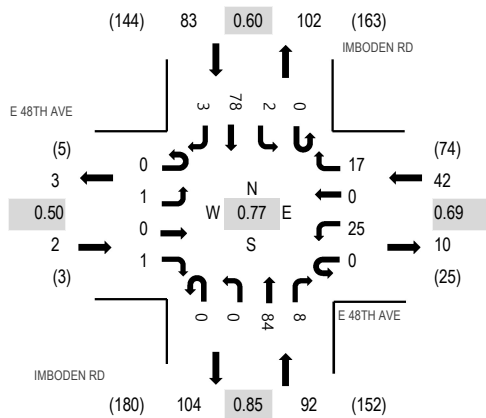 (144) 83 0.60 102 (163)
IMBODEN RD
E 48TH AVE
3 78 2 0
(5) (74)
0 17
3 42
1 N 0
0.50 W 0.77 E 0.69
0 25
2 S 10
1 0
(3) (25)
0 0 84 8
E 48TH AVE
IMBODEN RD
(180) 104 0.85 92 (152)